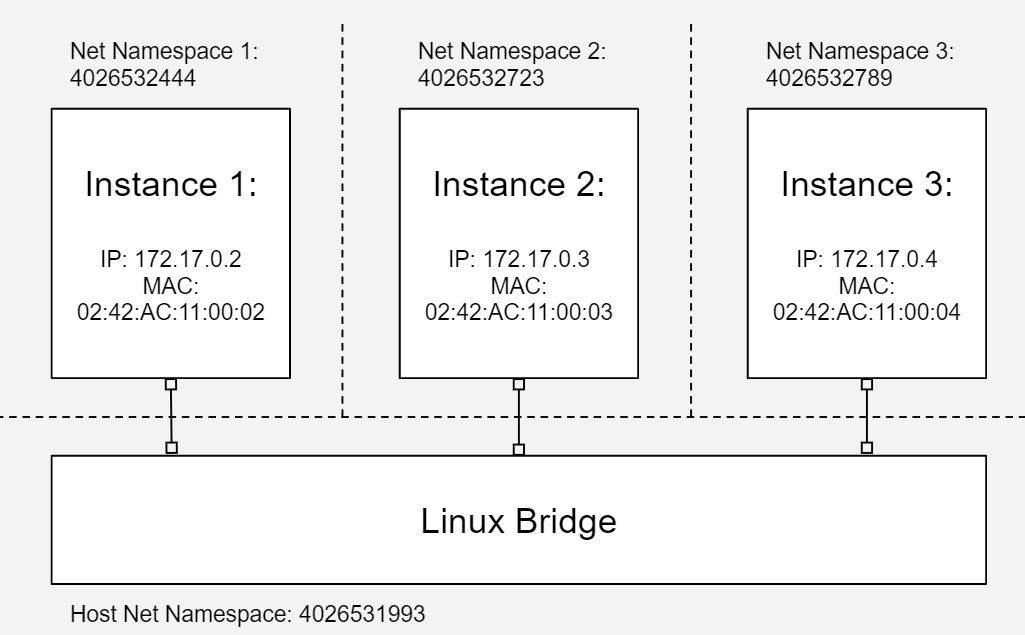 Net Namespace 1:
4026532444
Net Namespace 2:
4026532723
Net Namespace 3:
4026532789
Instance 1:
IP: 172.17.0.2
MAC:
02:42:AC:11:00:02
Instance 2:
IP: 172.17.0.3
MAC:
02:42:AC:11:00:03
Instance 3:
IP: 172.17.0.4
MAC:
02:42:AC:11:00:04
Linux Bridge
Host Net Namespace: 4026531993